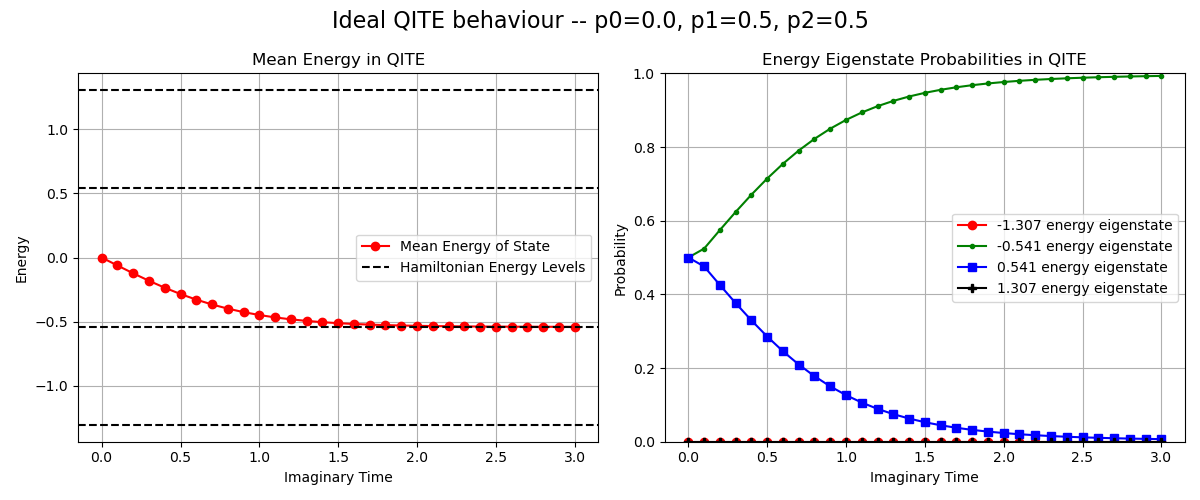 Ideal QITE behaviour -- p0=0.0, p1=0.5, p2=0.5
Mean Energy in QITE
Energy
1.0
0.5
0.0
−0.5
−1.0
Mean Energy of State
Hamiltonian Energy Levels
0.0 0.5 1.0 1.5 2.0 2.5 3.0
Imaginary Time
Energy Eigenstate Probabilities in QITE
Probability
1.0
0.8
0.6
0.4
0.2
0.0
-1.307 energy eigenstate
-0.541 energy eigenstate
0.541 energy eigenstate
1.307 energy eigenstate
0.0 0.5 1.0 1.5 2.0 2.5 3.0
Imaginary Time